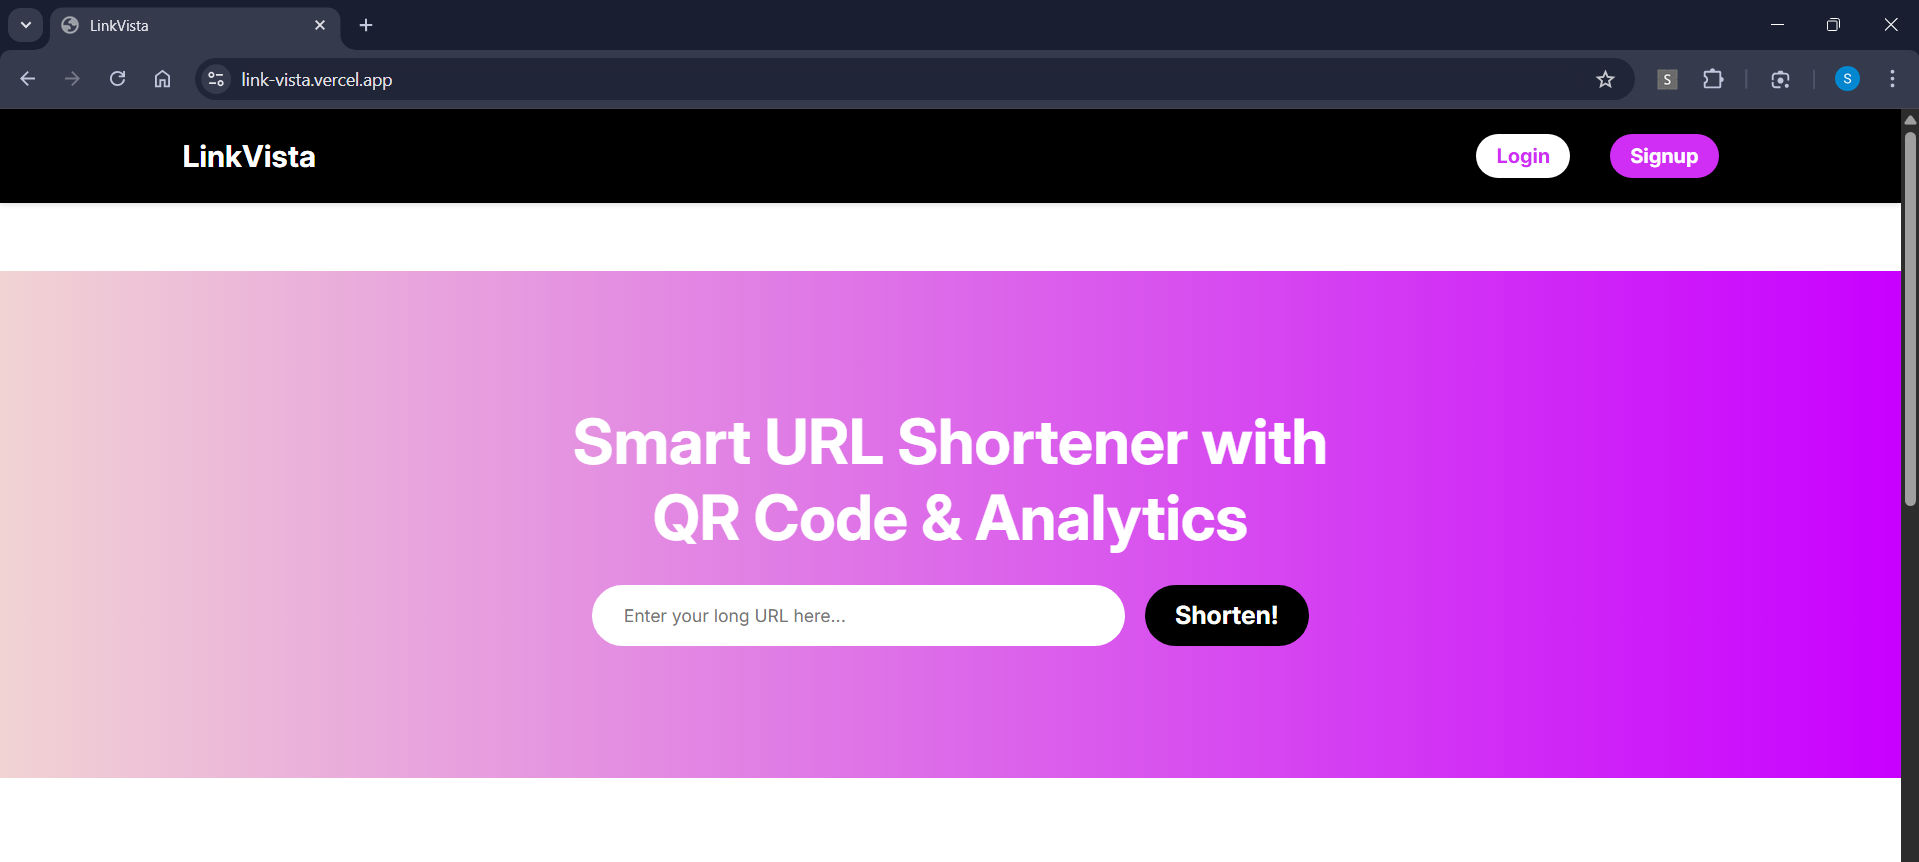 LinkVista
link-vista.vercel.app
S
S
LinkVista
Login
Signup
Smart URL Shortener with
QR Code & Analytics
Enter your long URL here...
Shorten!